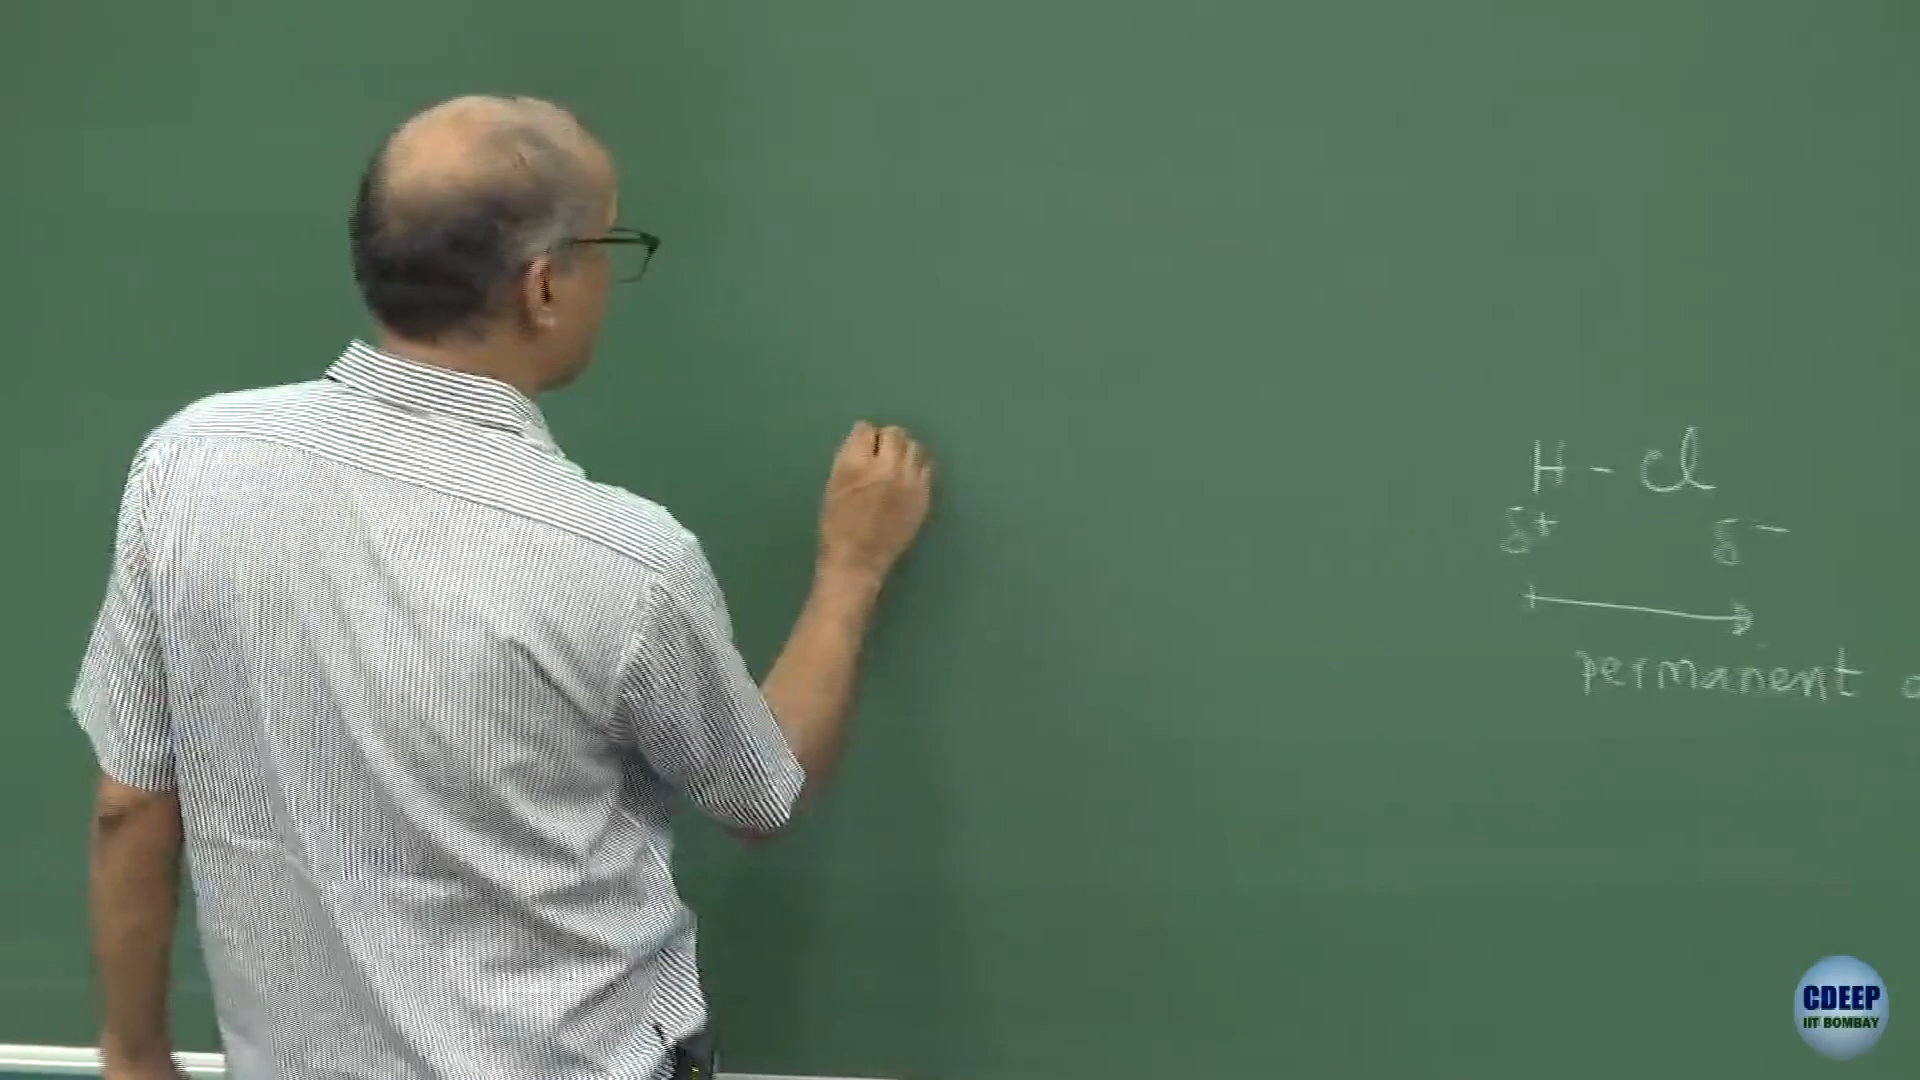 H - Cl
δ+ δ-
permanent
CDEEP
IIT BOMBAY